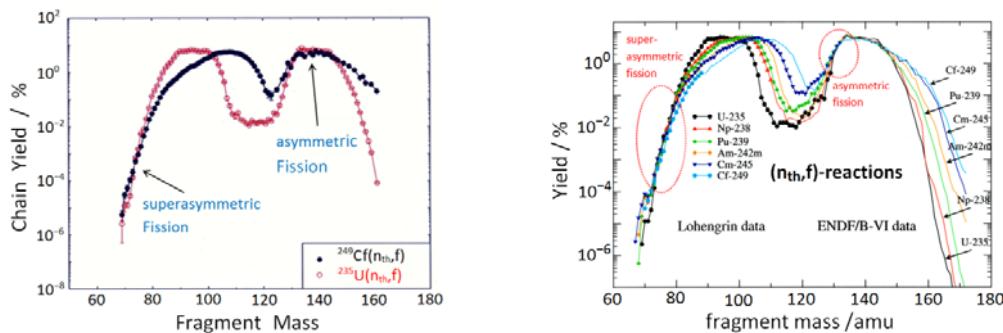 Chain Yield / %
10^2
10^0
10^-2
10^-4
10^-6
10^-8
asymmetric
Fission
superasymmetric
Fission
249Cf(n_th,f)
235U(n_th,f)
60 80 100 120 140 160 180
Fragment Mass
Yield / %
10^0
10^-2
10^-4
10^-6
super-
asymmetric
fission
asymmetric
fission
U-235
Np-238
Pu-239
Am-242m
Cm-245
Cf-249
(n_th,f)-reactions
Lohengrin data
ENDF/B-VI data
Cf-249
Pu-239
Cm-245
Am-242m
Np-238
U-235
60 80 100 120 140 160 180
fragment mass /amu